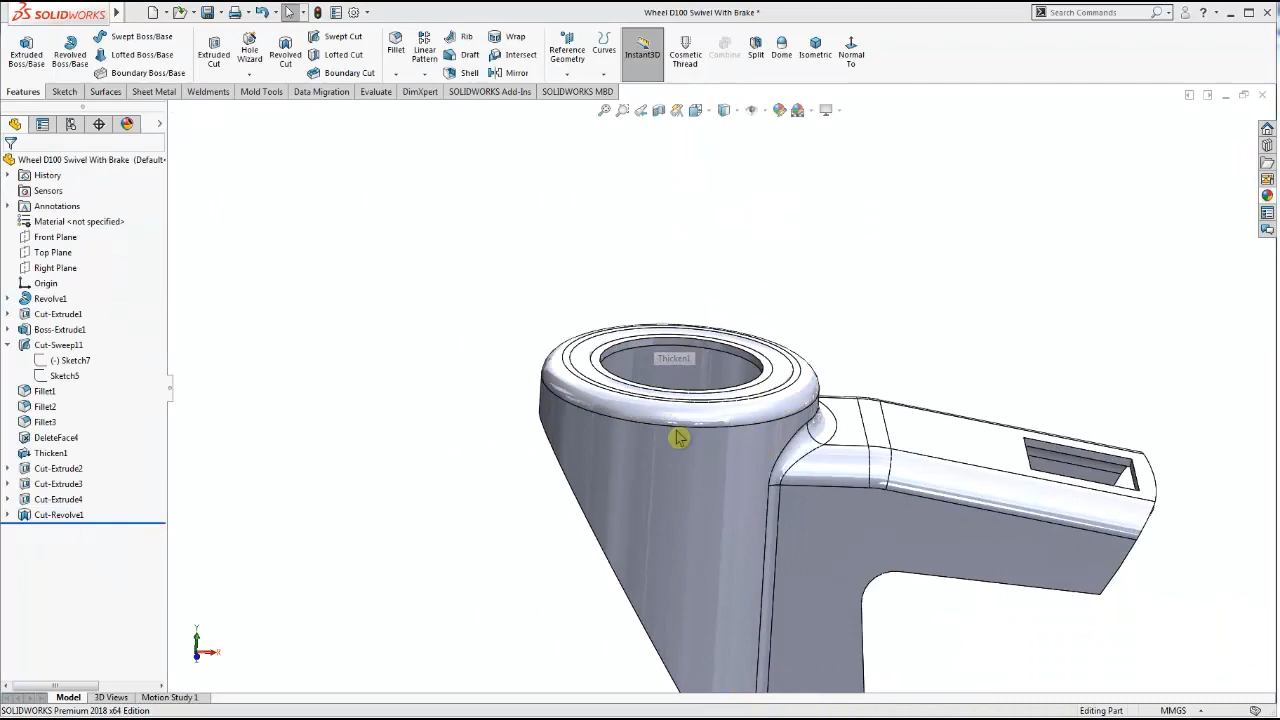 SOLIDWORKS
Wheel D100 Swivel With Brake *
Search Commands
?
Extruded Boss/Base
Revolved Boss/Base
Swept Boss/Base
Lofted Boss/Base
Boundary Boss/Base
Extruded Cut
Hole Wizard
Revolved Cut
Swept Cut
Lofted Cut
Boundary Cut
Fillet
Linear Pattern
Rib
Draft
Shell
Wrap
Intersect
Mirror
Reference Geometry
Curves
Instant3D
Cosmetic Thread
Combine
Split
Dome
Isometric
Normal To
Features
Sketch
Surfaces
Sheet Metal
Weldments
Mold Tools
Data Migration
Evaluate
DimXpert
SOLIDWORKS Add-Ins
SOLIDWORKS MBD
Wheel D100 Swivel With Brake (Default
History
Sensors
Annotations
Material <not specified>
Front Plane
Top Plane
Right Plane
Origin
Revolve1
Cut-Extrude1
Boss-Extrude1
Cut-Sweep11
(-) Sketch7
Sketch5
Fillet1
Fillet2
Fillet3
DeleteFace4
Thicken1
Cut-Extrude2
Cut-Extrude3
Cut-Extrude4
Cut-Revolve1
Thicken1
Y
X
Model
3D Views
Motion Study 1
SOLIDWORKS Premium 2018 x64 Edition
Editing Part
MMGS